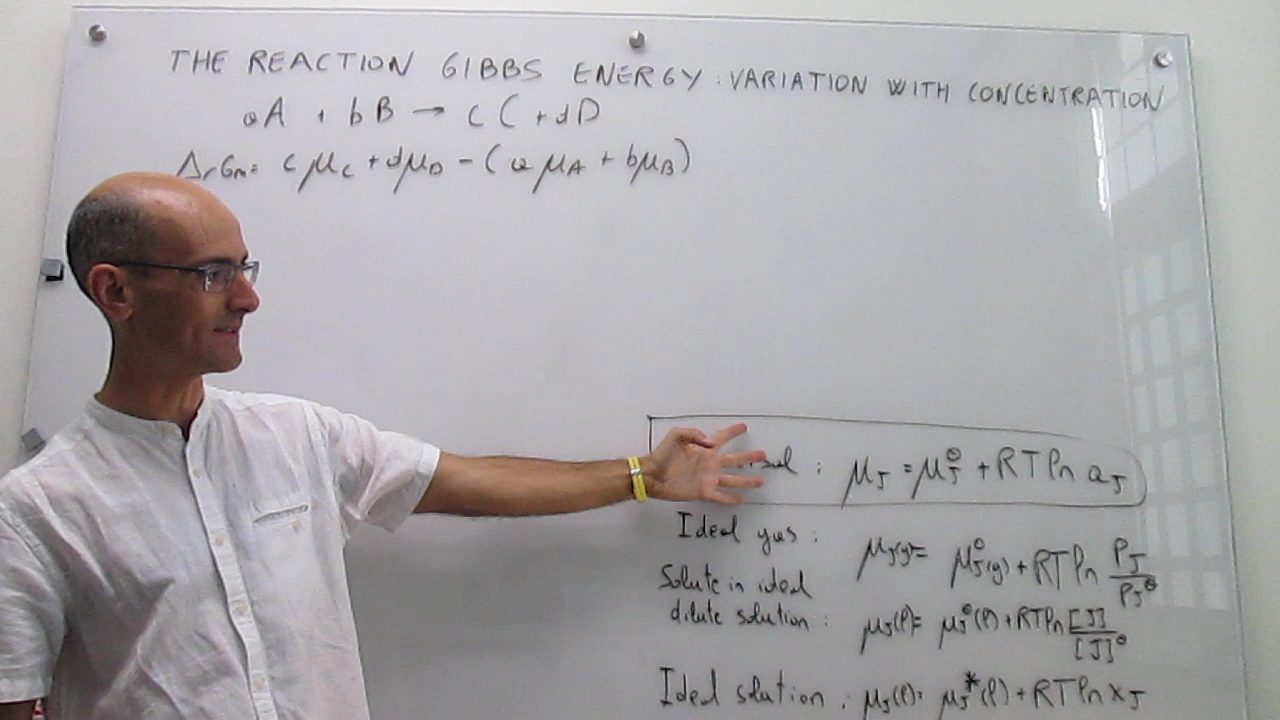 THE REACTION GIBBS ENERGY: VARIATION WITH CONCENTRATION
aA + bB → cC + dD
ΔrGm = cμC + dμD - (aμA + bμB)
: μJ = μJ° + RT ln aJ
Ideal gas : μJ(g) = μJ°(g) + RT ln PJ/PJ°
Solute in ideal
dilute solution : μJ(l) = μJ°(l) + RT ln [J]/[J]°
Ideal solution : μJ(l) = μJ*(l) + RT ln xJ